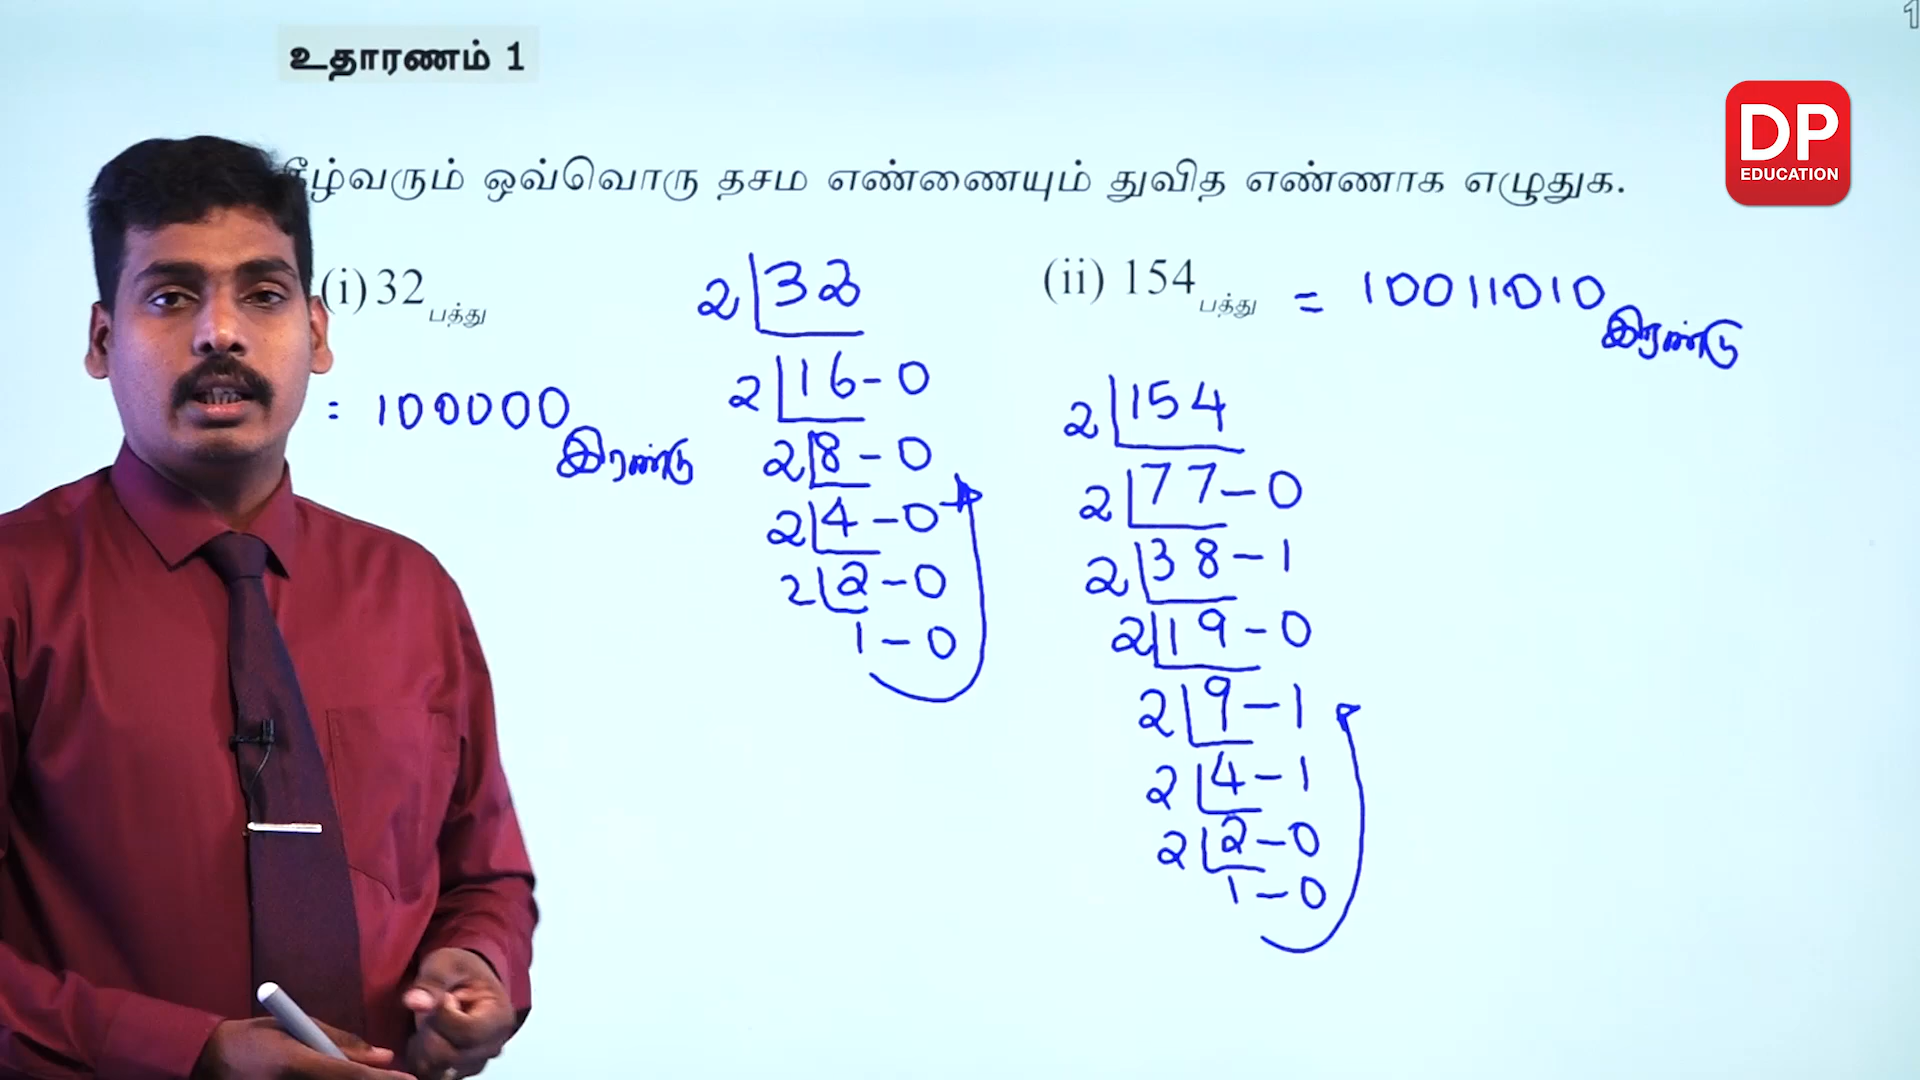 1
உதாரணம் 1
DP
EDUCATION
கீழ்வரும் ஒவ்வொரு தசம எண்ணையும் துவித எண்ணாக எழுதுக.
(i) 32 பத்து
= 100000 இரண்டு
2 32
2 16 - 0
2 8 - 0
2 4 - 0
2 2 - 0
1 - 0
(ii) 154 பத்து = 10011010 இரண்டு
2 154
2 77 - 0
2 38 - 1
2 19 - 0
2 9 - 1
2 4 - 1
2 2 - 0
1 - 0